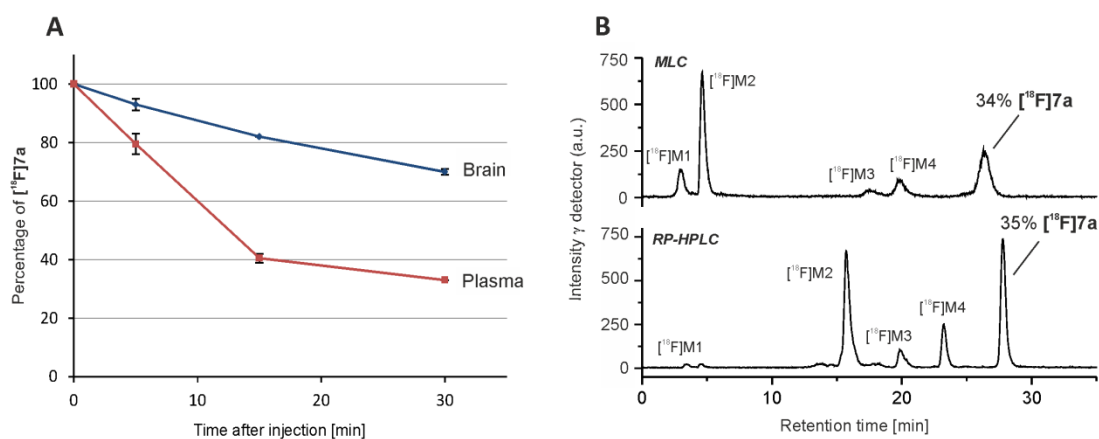 A
Percentage of [¹⁸F]7a
100
80
60
40
20
0
0
10
20
30
Time after injection [min]
Brain
Plasma
B
Intensity γ detector (a.u.)
MLC
750
500
250
0
[¹⁸F]M1
[¹⁸F]M2
[¹⁸F]M3
[¹⁸F]M4
34% [¹⁸F]7a
RP-HPLC
750
500
250
0
[¹⁸F]M1
[¹⁸F]M2
[¹⁸F]M3
[¹⁸F]M4
35% [¹⁸F]7a
0
10
20
30
Retention time [min]